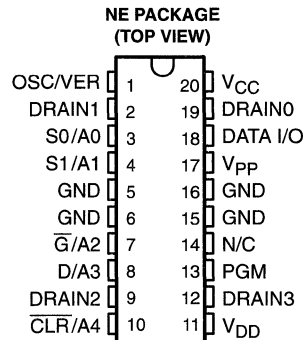 NE PACKAGE
(TOP VIEW)
OSC/VER 1 20 VCC
DRAIN1 2 19 DRAIN0
S0/A0 3 18 DATA I/O
S1/A1 4 17 VPP
GND 5 16 GND
GND 6 15 GND
G̅/A2 7 14 N/C
D/A3 8 13 PGM
DRAIN2 9 12 DRAIN3
C̅L̅R̅/A4 10 11 VDD